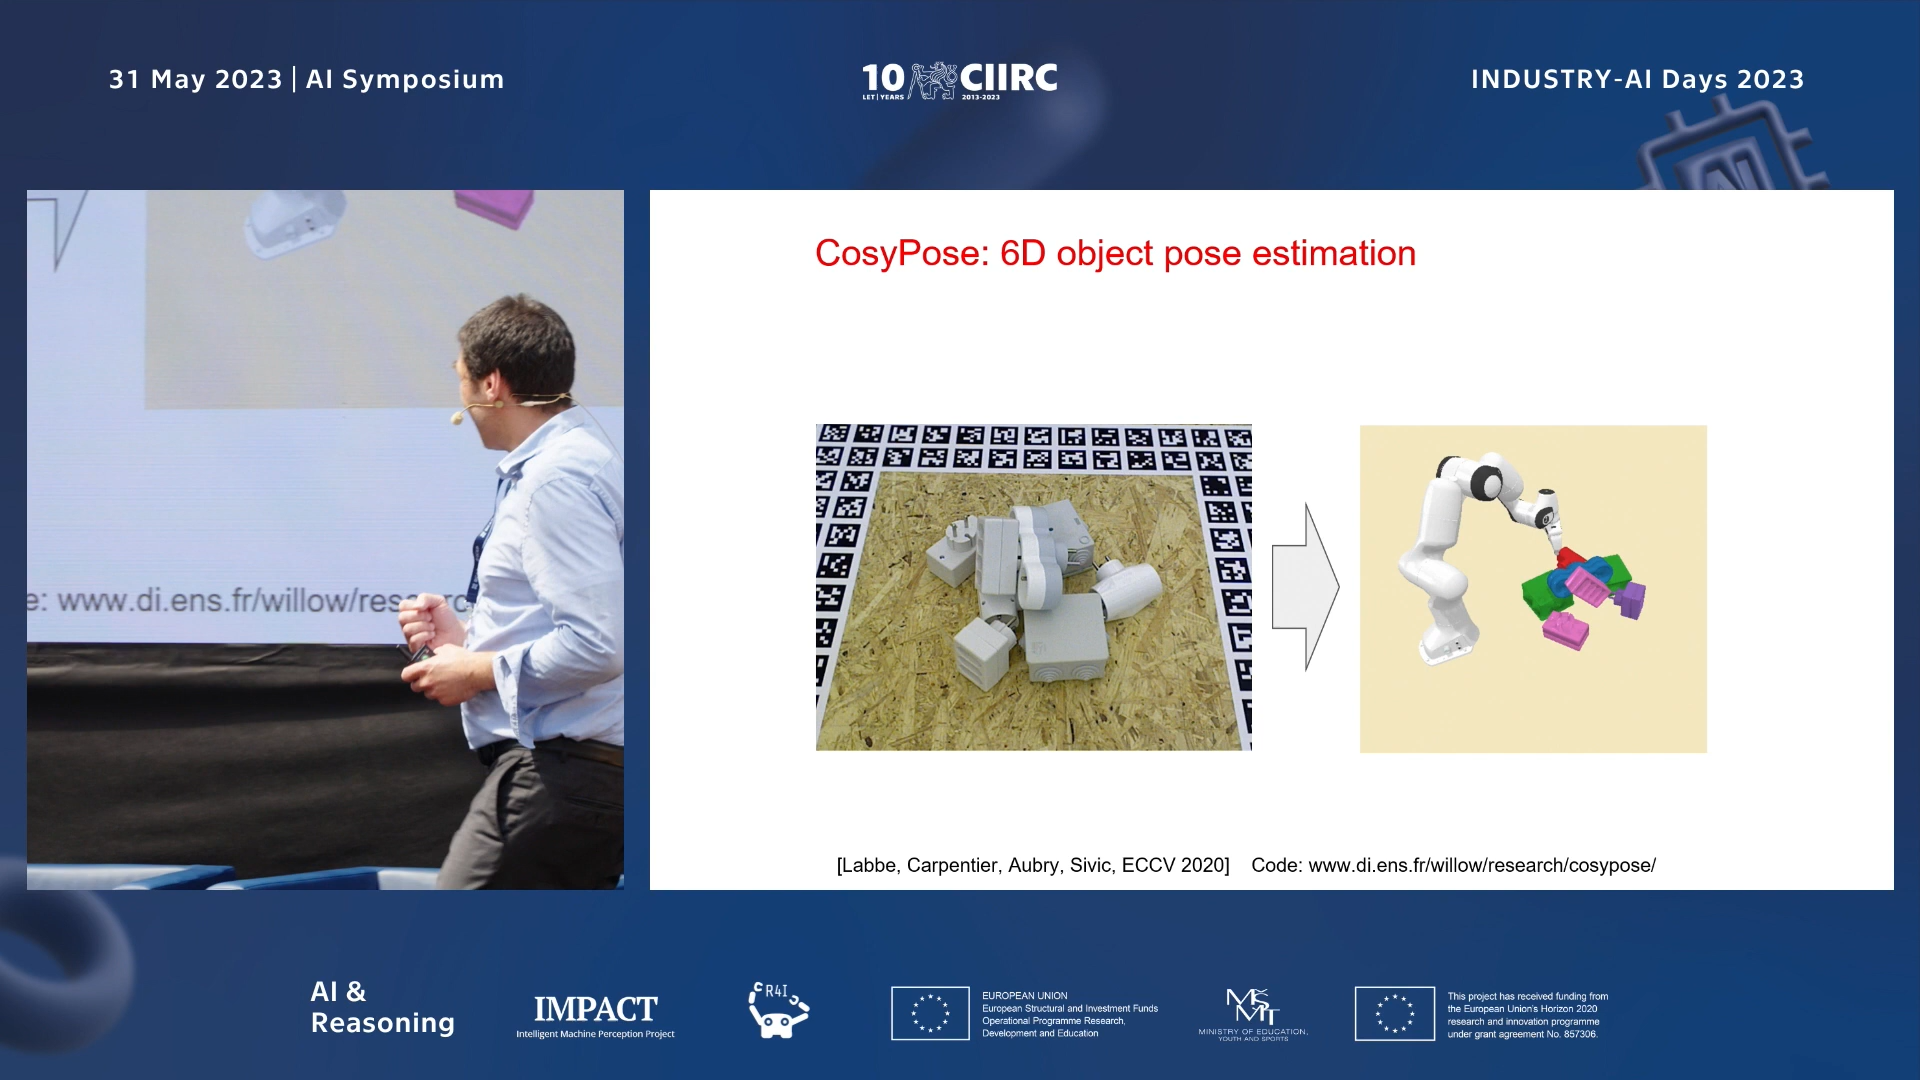 31 May 2023 | AI Symposium
10 CIIRC
LET | YEARS 2013-2023
INDUSTRY-AI Days 2023
AI
e: www.di.ens.fr/willow/res
CosyPose: 6D object pose estimation
[Labbe, Carpentier, Aubry, Sivic, ECCV 2020] Code: www.di.ens.fr/willow/research/cosypose/
AI &
Reasoning
IMPACT
Intelligent Machine Perception Project
R4I
EUROPEAN UNION
European Structural and Investment Funds
Operational Programme Research,
Development and Education
MŠMT
MINISTRY OF EDUCATION,
YOUTH AND SPORTS
This project has received funding from
the European Union's Horizon 2020
research and innovation programme
under grant agreement No. 857306.